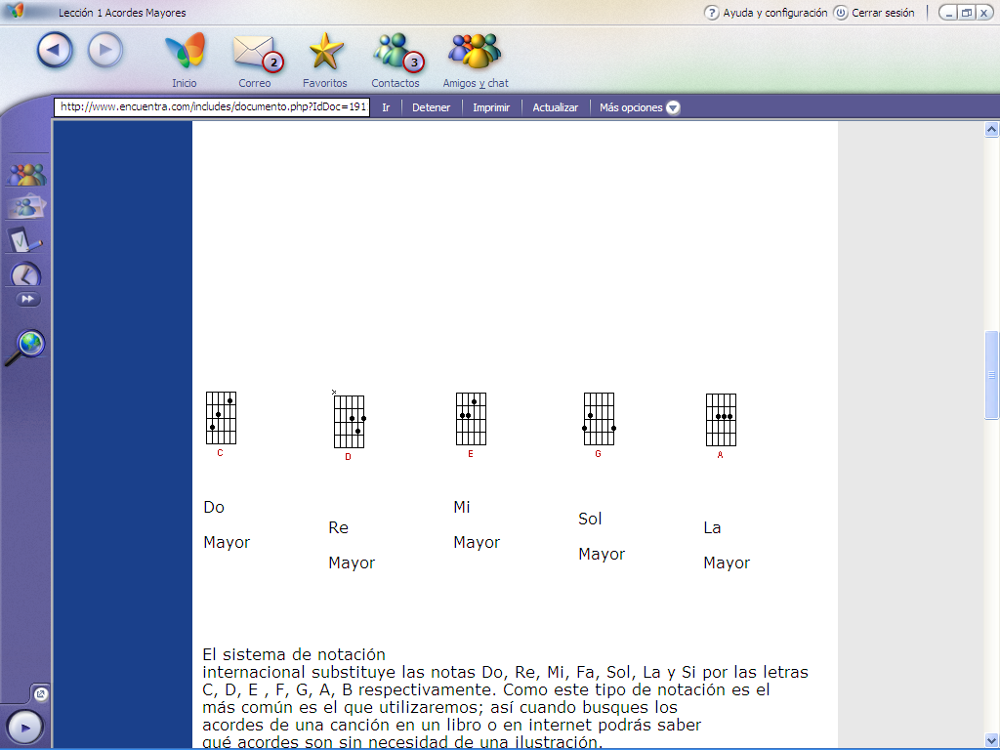 Lección 1 Acordes Mayores
? Ayuda y configuración Cerrar sesión
2
3
Inicio Correo Favoritos Contactos Amigos y chat
http://www.encuentra.com/includes/documento.php?IdDoc=191 Ir Detener Imprimir Actualizar Más opciones
x
C D E G A
Do
Mayor
Re
Mayor
Mi
Mayor
Sol
Mayor
La
Mayor
El sistema de notación
internacional substituye las notas Do, Re, Mi, Fa, Sol, La y Si por las letras
C, D, E , F, G, A, B respectivamente. Como este tipo de notación es el
más común es el que utilizaremos; así cuando busques los
acordes de una canción en un libro o en internet podrás saber
qué acordes son sin necesidad de una ilustración.